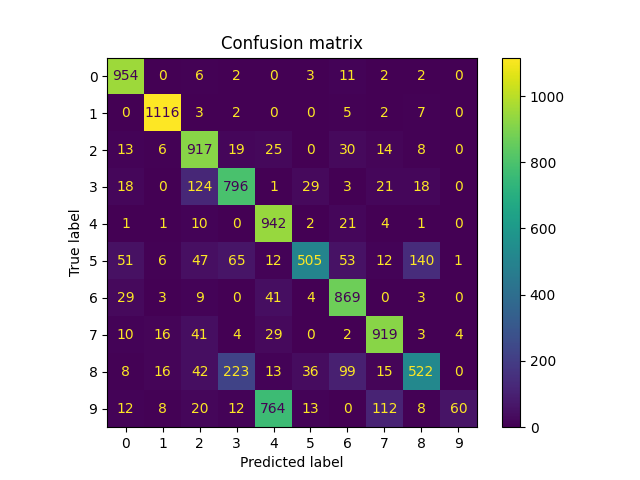 Confusion matrix
0 954 0 6 2 0 3 11 2 2 0
1 0 1116 3 2 0 0 5 2 7 0
2 13 6 917 19 25 0 30 14 8 0
3 18 0 124 796 1 29 3 21 18 0
4 1 1 10 0 942 2 21 4 1 0
5 51 6 47 65 12 505 53 12 140 1
6 29 3 9 0 41 4 869 0 3 0
7 10 16 41 4 29 0 2 919 3 4
8 8 16 42 223 13 36 99 15 522 0
9 12 8 20 12 764 13 0 112 8 60
0 1 2 3 4 5 6 7 8 9
Predicted label
True label
1000
800
600
400
200
0